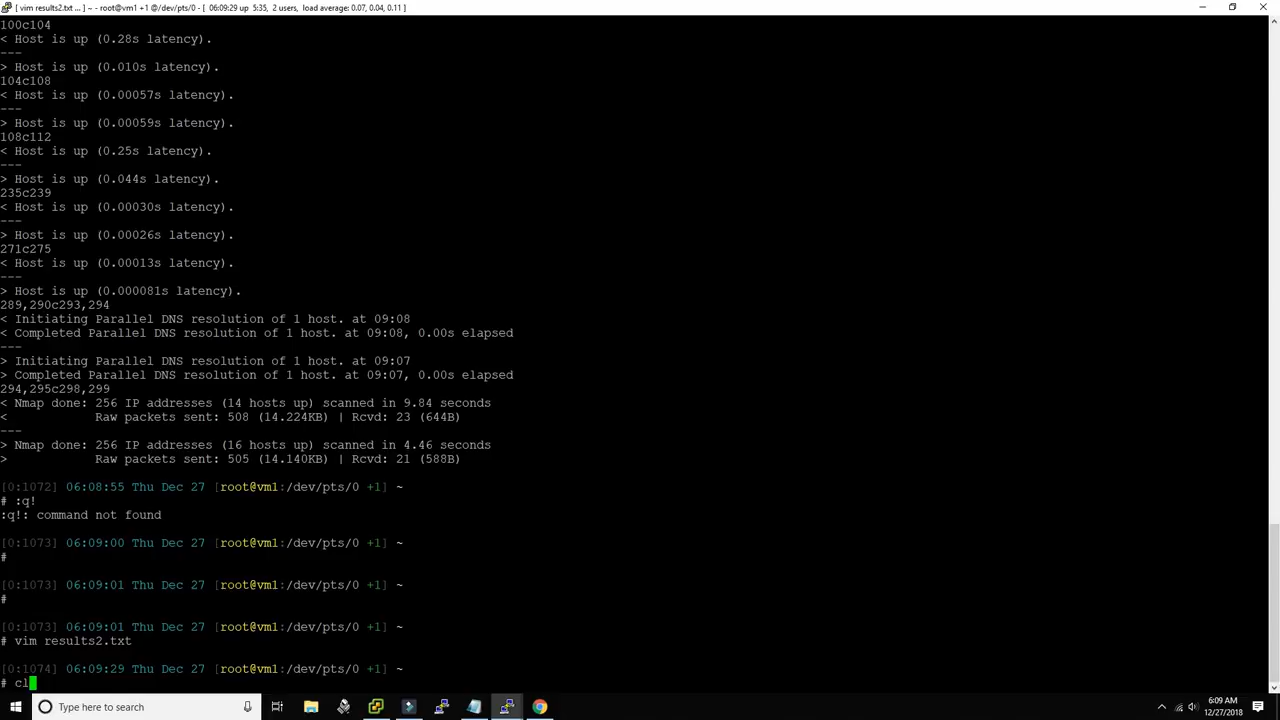 [ vim results2.txt ... ] ~ - root@vm1 +1 @/dev/pts/0 - [  06:09:29 up  5:35,  2 users,  load average: 0.07, 0.04, 0.11 ]
100c104
< Host is up (0.28s latency).
---
> Host is up (0.010s latency).
104c108
< Host is up (0.00057s latency).
---
> Host is up (0.00059s latency).
108c112
< Host is up (0.25s latency).
---
> Host is up (0.044s latency).
235c239
< Host is up (0.00030s latency).
---
> Host is up (0.00026s latency).
271c275
< Host is up (0.00013s latency).
---
> Host is up (0.000081s latency).
289,290c293,294
< Initiating Parallel DNS resolution of 1 host. at 09:08
< Completed Parallel DNS resolution of 1 host. at 09:08, 0.00s elapsed
---
> Initiating Parallel DNS resolution of 1 host. at 09:07
> Completed Parallel DNS resolution of 1 host. at 09:07, 0.00s elapsed
294,295c298,299
< Nmap done: 256 IP addresses (14 hosts up) scanned in 9.84 seconds
<            Raw packets sent: 508 (14.224KB) | Rcvd: 23 (644B)
---
> Nmap done: 256 IP addresses (16 hosts up) scanned in 4.46 seconds
>            Raw packets sent: 505 (14.140KB) | Rcvd: 21 (588B)
[0:1072] 06:08:55 Thu Dec 27 [root@vm1:/dev/pts/0 +1] ~
# :q!
:q!: command not found
[0:1073] 06:09:00 Thu Dec 27 [root@vm1:/dev/pts/0 +1] ~
#
[0:1073] 06:09:01 Thu Dec 27 [root@vm1:/dev/pts/0 +1] ~
#
[0:1073] 06:09:01 Thu Dec 27 [root@vm1:/dev/pts/0 +1] ~
# vim results2.txt
[0:1074] 06:09:29 Thu Dec 27 [root@vm1:/dev/pts/0 +1] ~
# cl
Type here to search
6:09 AM
12/27/2018